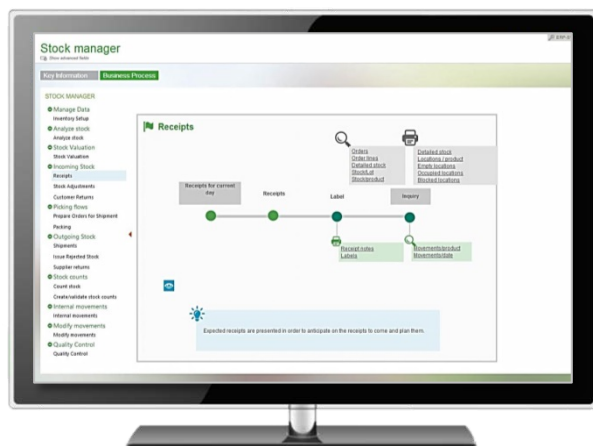 Stock manager
Show advanced fields
Key Information
Business Process
STOCK MANAGER
Manage Data
Inventory Setup
Analyze stock
Analyze stock
Stock Valuation
Stock Valuation
Incoming Stock
Receipts
Stock Adjustments
Customer Returns
Picking flows
Prepare Orders for Shipment
Packing
Outgoing Stock
Shipments
Issue Rejected Stock
Supplier returns
Stock counts
Count stock
Create/validate stock counts
Internal movements
Internal movements
Modify movements
Modify movements
Quality Control
Quality Control
Receipts
Orders
Order lines
Detailed stock
Stock/Lot
Stock/product
Detailed stock
Locations / product
Empty locations
Occupied locations
Blocked locations
Receipts for current
day
Receipts
Label
Inquiry
Receipt notes
Labels
Movements/product
Movements/date
Expected receipts are presented in order to anticipate on the receipts to come and plan them.